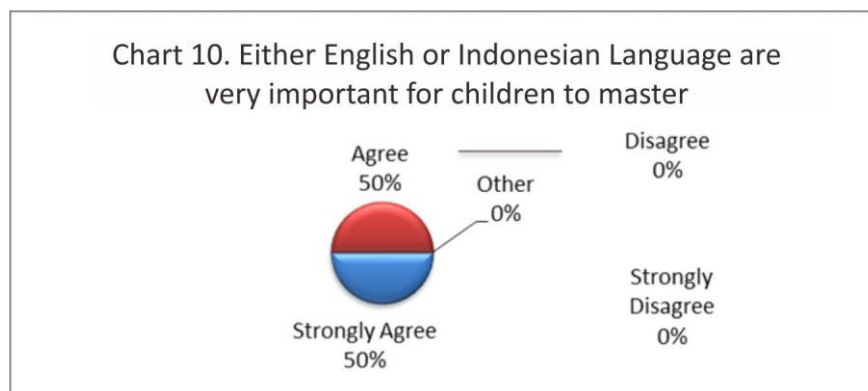 Chart 10. Either English or Indonesian Language are
very important for children to master
Agree
50%
Other
0%
Disagree
0%
Strongly Agree
50%
Strongly
Disagree
0%